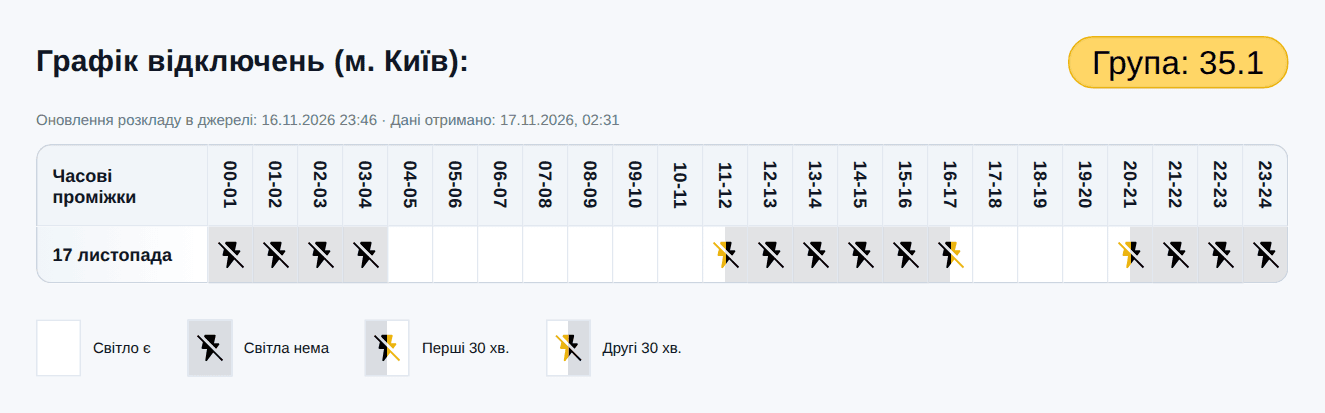 Графік відключень (м. Київ):
Група: 35.1
Оновлення розкладу в джерелі: 16.11.2026 23:46 · Дані отримано: 17.11.2026, 02:31
Часові
проміжки
00-01 01-02 02-03 03-04 04-05 05-06 06-07 07-08 08-09 09-10 10-11 11-12 12-13 13-14 14-15 15-16 16-17 17-18 18-19 19-20 20-21 21-22 22-23 23-24
17 листопада
Світло є Світла нема Перші 30 хв. Другі 30 хв.